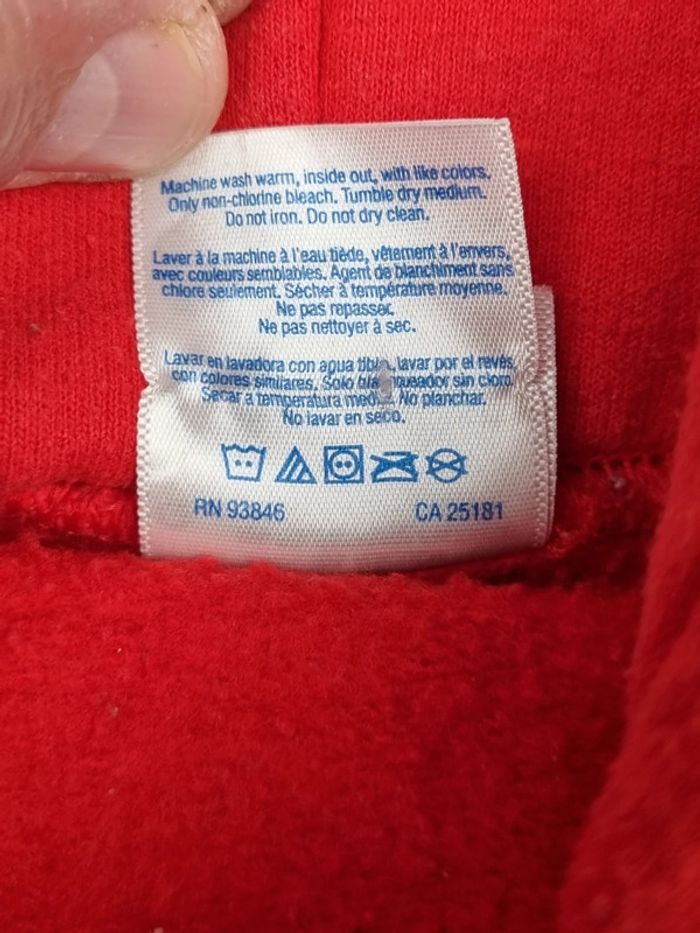 Machine wash warm, inside out, with like colors.
Only non-chlorine bleach. Tumble dry medium.
Do not iron. Do not dry clean.
Laver à la machine à l'eau tiède, vêtement à l'envers,
avec couleurs semblables. Agent de blanchiment sans
chlore seulement. Sécher à température moyenne.
Ne pas repasser.
Ne pas nettoyer à sec.
Lavar en lavadora con agua lavar por el revés,
con colores similares. Solo sin cloro.
Secar a temperatura No planchar.
No lavar en seco.
RN 93846 CA 25181